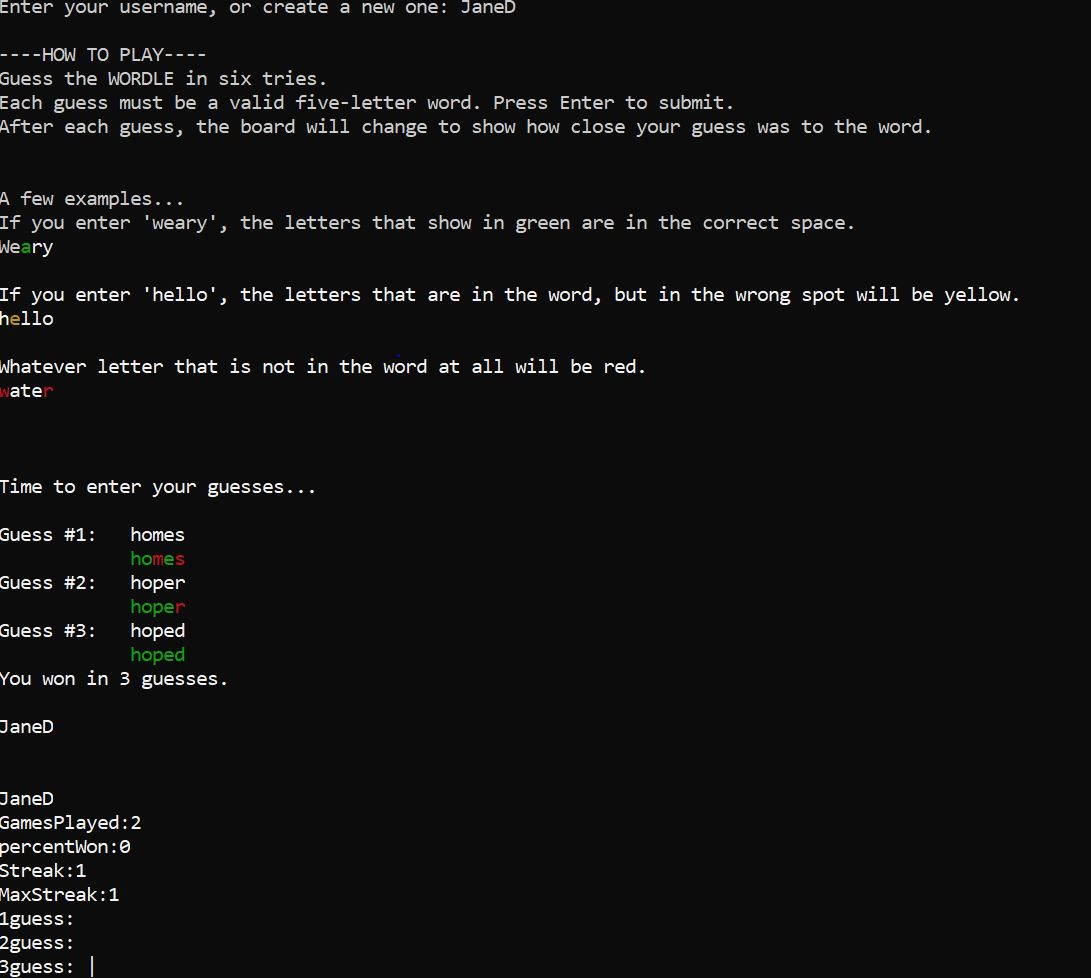 Enter your username, or create a new one: JaneD
----HOW TO PLAY----
Guess the WORDLE in six tries.
Each guess must be a valid five-letter word. Press Enter to submit.
After each guess, the board will change to show how close your guess was to the word.
A few examples...
If you enter 'weary', the letters that show in green are in the correct space.
Weary
If you enter 'hello', the letters that are in the word, but in the wrong spot will be yellow.
hello
Whatever letter that is not in the word at all will be red.
water
Time to enter your guesses...
Guess #1: homes
homes
Guess #2: hoper
hoper
Guess #3: hoped
hoped
You won in 3 guesses.
JaneD
JaneD
GamesPlayed:2
percentWon:0
Streak:1
MaxStreak:1
1guess:
2guess:
3guess: |